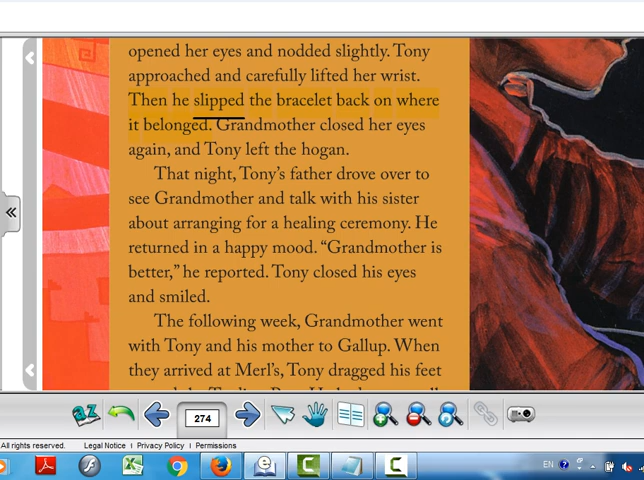 opened her eyes and nodded slightly. Tony
approached and carefully lifted her wrist.
Then he slipped the bracelet back on where
it belonged. Grandmother closed her eyes
again, and Tony left the hogan.
That night, Tony's father drove over to
see Grandmother and talk with his sister
about arranging for a healing ceremony. He
returned in a happy mood. “Grandmother is
better,” he reported. Tony closed his eyes
and smiled.
The following week, Grandmother went
with Tony and his mother to Gallup. When
they arrived at Merl's, Tony dragged his feet
274
All rights reserved. Legal Notice | Privacy Policy | Permissions
EN